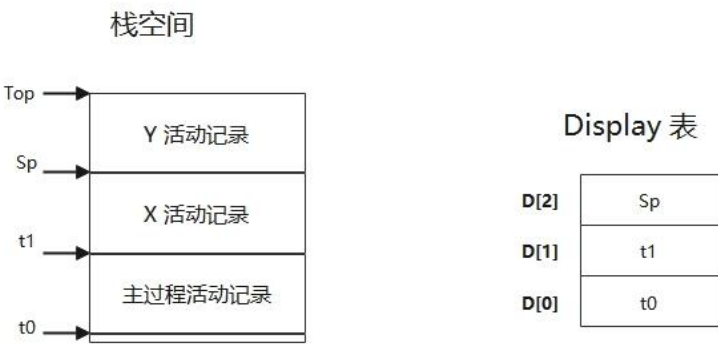 栈空间
Top
Y 活动记录
Sp
X 活动记录
t1
主过程活动记录
t0
Display 表
D[2] Sp
D[1] t1
D[0] t0